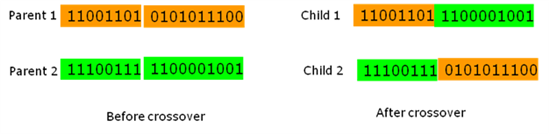 Parent 1 11001101 0101011100
Child 1 11001101 1100001001
Parent 2 11100111 1100001001
Child 2 11100111 0101011100
Before crossover
After crossover